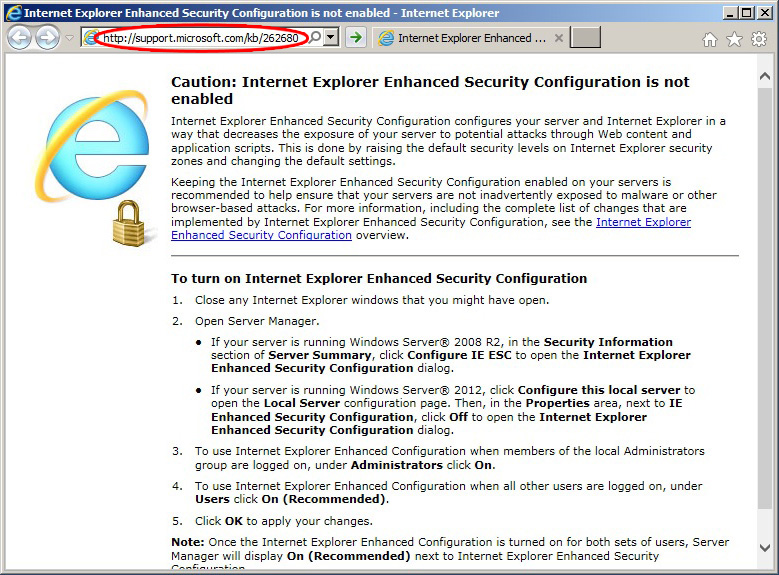 Internet Explorer Enhanced Security Configuration is not enabled - Internet Explorer
http://support.microsoft.com/kb/262680
Internet Explorer Enhanced ...
Caution: Internet Explorer Enhanced Security Configuration is not
enabled
Internet Explorer Enhanced Security Configuration configures your server and Internet Explorer in a
way that decreases the exposure of your server to potential attacks through Web content and
application scripts. This is done by raising the default security levels on Internet Explorer security
zones and changing the default settings.
Keeping the Internet Explorer Enhanced Security Configuration enabled on your servers is
recommended to help ensure that your servers are not inadvertently exposed to malware or other
browser-based attacks. For more information, including the complete list of changes that are
implemented by Internet Explorer Enhanced Security Configuration, see the Internet Explorer
Enhanced Security Configuration overview.
To turn on Internet Explorer Enhanced Security Configuration
1. Close any Internet Explorer windows that you might have open.
2. Open Server Manager.
• If your server is running Windows Server® 2008 R2, in the Security Information
section of Server Summary, click Configure IE ESC to open the Internet Explorer
Enhanced Security Configuration dialog.
• If your server is running Windows Server® 2012, click Configure this local server to
open the Local Server configuration page. Then, in the Properties area, next to IE
Enhanced Security Configuration, click Off to open the Internet Explorer
Enhanced Security Configuration dialog.
3. To use Internet Explorer Enhanced Configuration when members of the local Administrators
group are logged on, under Administrators click On.
4. To use Internet Explorer Enhanced Configuration when all other users are logged on, under
Users click On (Recommended).
5. Click OK to apply your changes.
Note: Once the Internet Explorer Enhanced Configuration is turned on for both sets of users, Server
Manager will display On (Recommended) next to Internet Explorer Enhanced Security
Configuration.